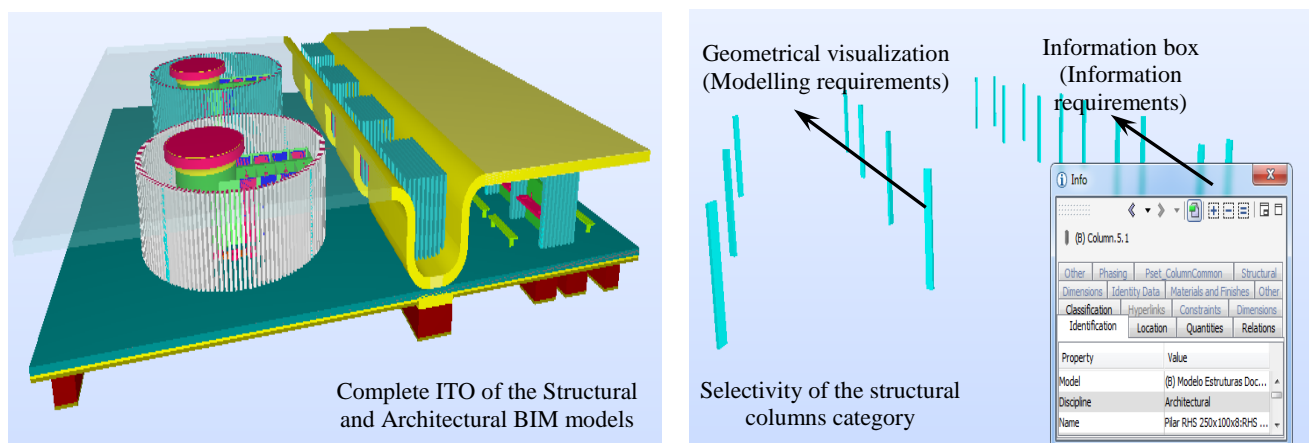 Complete ITO of the Structural
and Architectural BIM models
Geometrical visualization
(Modelling requirements)
Information box
(Information
requirements)
Selectivity of the structural
columns category
Info
(B) Column.5.1
Other Phasing Pset_ColumnCommon Structural
Dimensions Identity Data Materials and Finishes Other
Classification Hyperlinks Constraints Dimensions
Identification Location Quantities Relations
Property Value
Model (B) Modelo Estruturas Doc...
Discipline Architectural
Name Pilar RHS 250x100x8:RHS ...